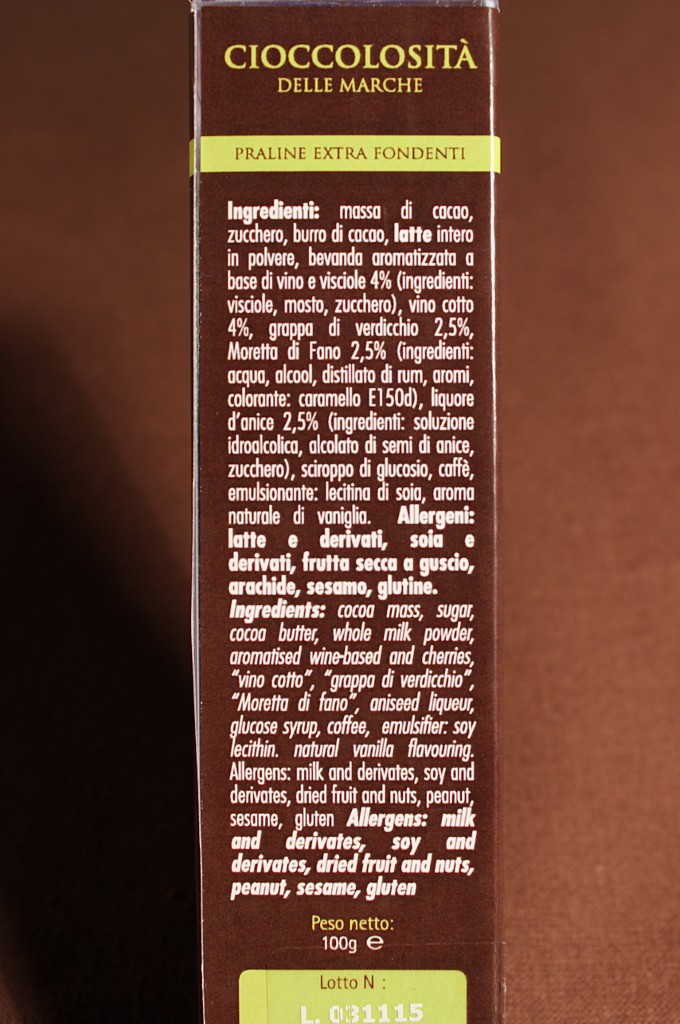 CIOCCOLOSITÀ
DELLE MARCHE
PRALINE EXTRA FONDENTI
Ingredienti: massa di cacao,
zucchero, burro di cacao, latte intero
in polvere, bevanda aromatizzata a
base di vino e visciole 4% (ingredienti:
visciole, mosto, zucchero), vino cotto
4%, grappa di verdicchio 2,5%,
Moretta di Fano 2,5% (ingredienti:
acqua, alcool, distillato di rum, aromi,
colorante: caramello E150d), liquore
d'anice 2,5% (ingredienti: soluzione
idroalcolica, alcolato di semi di anice,
zucchero), sciroppo di glucosio, caffè,
emulsionante: lecitina di soia, aroma
naturale di vaniglia. Allergeni:
latte e derivati, soia e
derivati, frutta secca a guscio,
arachide, sesamo, glutine.
Ingredients: cocoa mass, sugar,
cocoa butter, whole milk powder,
aromatised wine-based and cherries,
"vino cotto", "grappa di verdicchio",
"Moretta di fano", aniseed liqueur,
glucose syrup, coffee, emulsifier: soy
lecithin. natural vanilla flavouring.
Allergens: milk and derivates, soy and
derivates, dried fruit and nuts, peanut,
sesame, gluten Allergens: milk
and derivates, soy and
derivates, dried fruit and nuts,
peanut, sesame, gluten
Peso netto:
100g ℮
Lotto N :
L. 031115